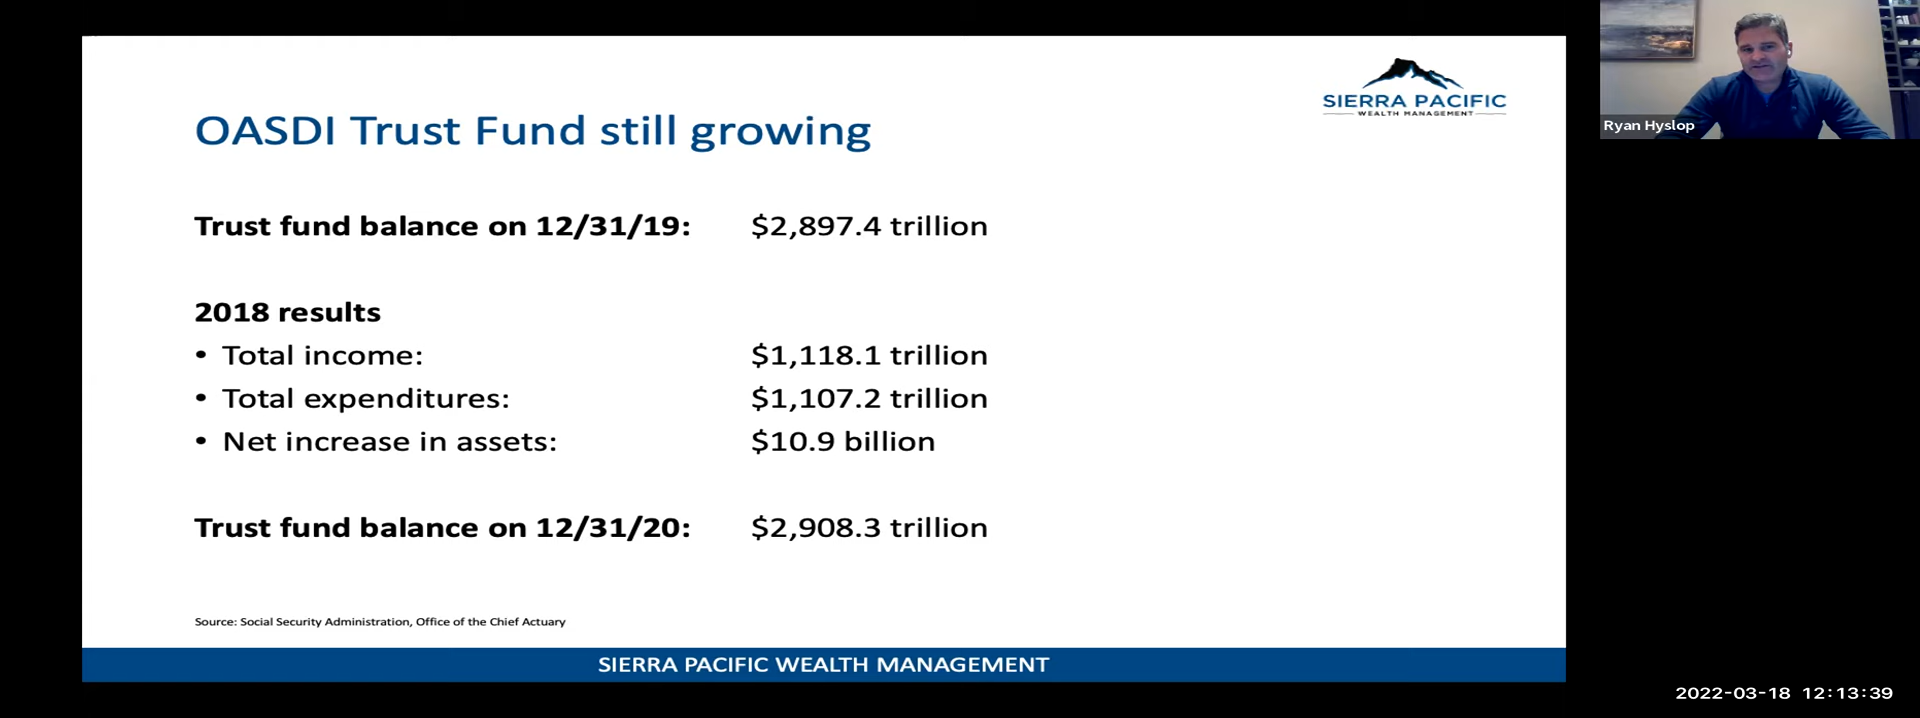 SIERRA PACIFIC
WEALTH MANAGEMENT
Ryan Hyslop
OASDI Trust Fund still growing
Trust fund balance on 12/31/19: $2,897.4 trillion
2018 results
• Total income: $1,118.1 trillion
• Total expenditures: $1,107.2 trillion
• Net increase in assets: $10.9 billion
Trust fund balance on 12/31/20: $2,908.3 trillion
Source: Social Security Administration, Office of the Chief Actuary
SIERRA PACIFIC WEALTH MANAGEMENT
2022-03-18 12:13:39